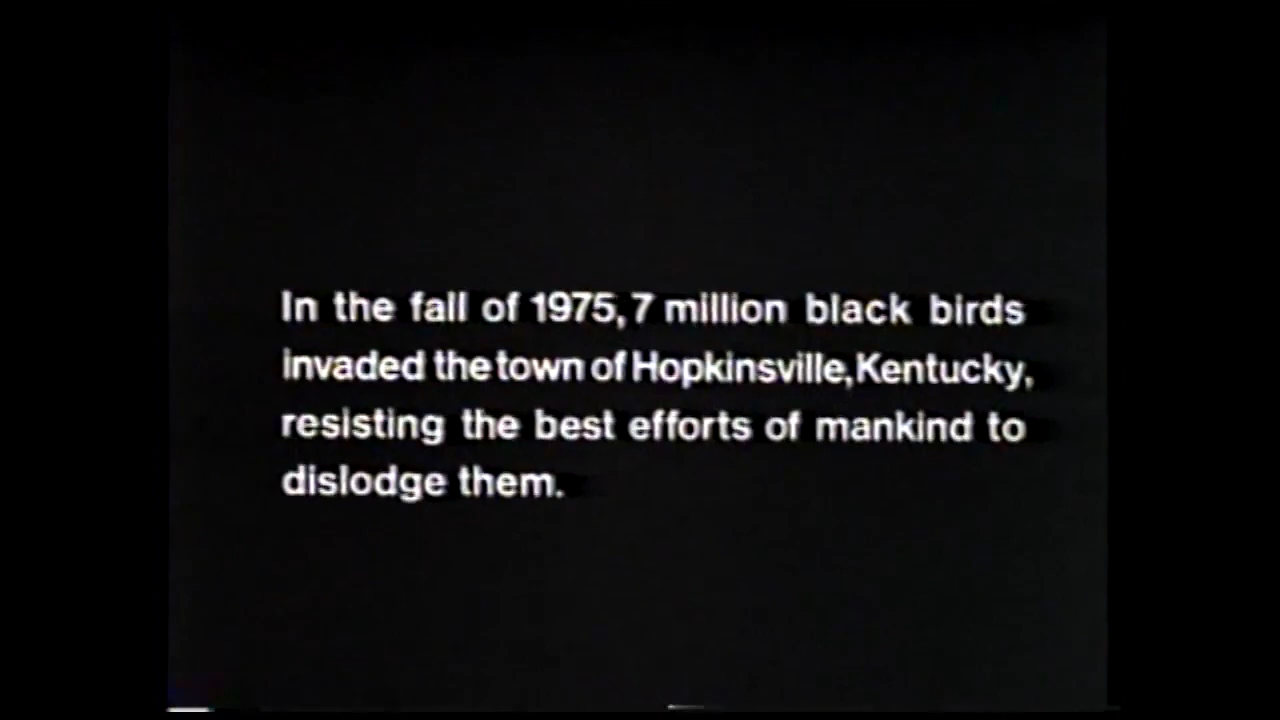 In the fall of 1975, 7 million black birds
invaded the town of Hopkinsville, Kentucky,
resisting the best efforts of mankind to
dislodge them.